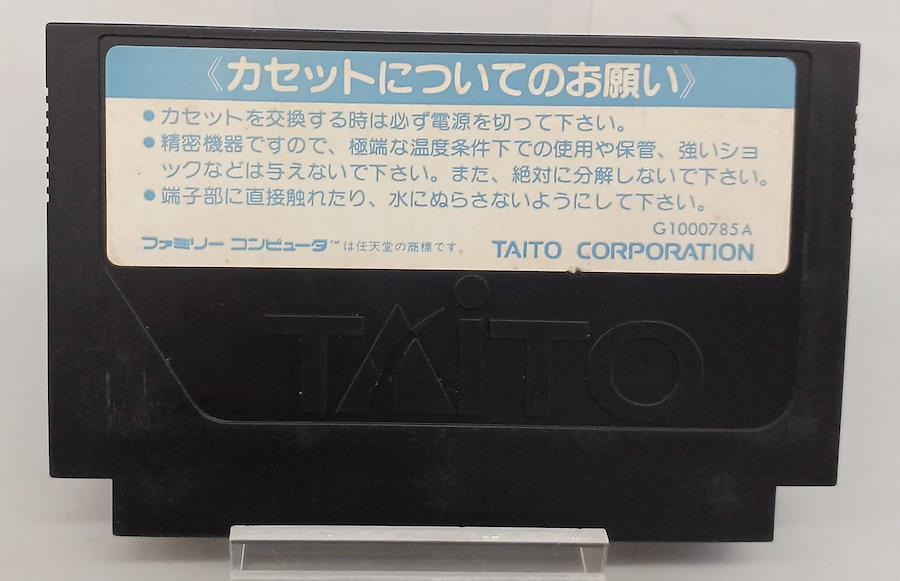 《カセットについてのお願い》
●カセットを交換する時は必ず電源を切って下さい。
●精密機器ですので、極端な温度条件下での使用や保管、強いショ
ックなどは与えないで下さい。また、絶対に分解しないで下さい。
●端子部に直接触れたり、水にぬらさないようにして下さい。
G1000785A
ファミリー コンピュータ™は任天堂の商標です。 TAITO CORPORATION
TAiTO